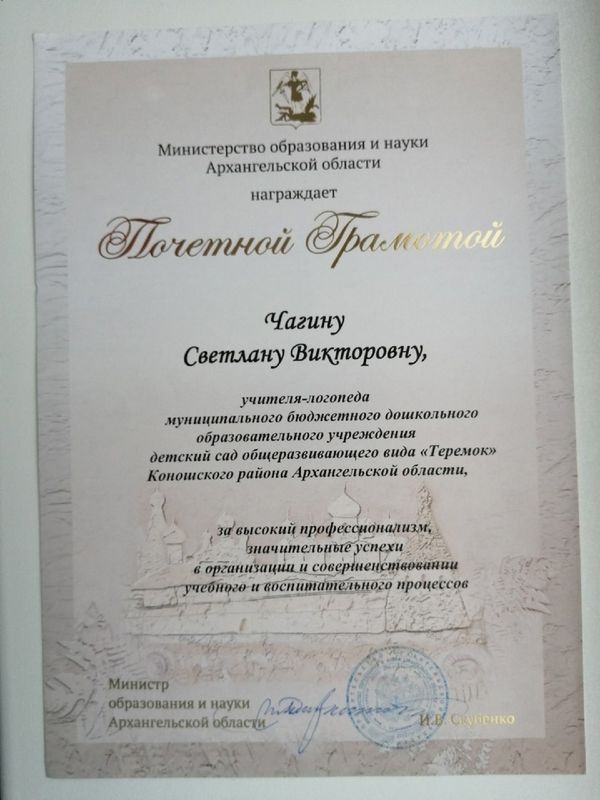 Министерство образования и науки
Архангельской области
награждает
Почетной Грамотой
Чагину
Светлану Викторовну,
учителя-логопеда
муниципального бюджетного дошкольного
образовательного учреждения
детский сад общеразвивающего вида «Теремок»
Коношского района Архангельской области,
за высокий профессионализм,
значительные успехи
в организации и совершенствовании
учебного и воспитательного процессов
Министр
образования и науки
Архангельской области
И.В. Скубенко